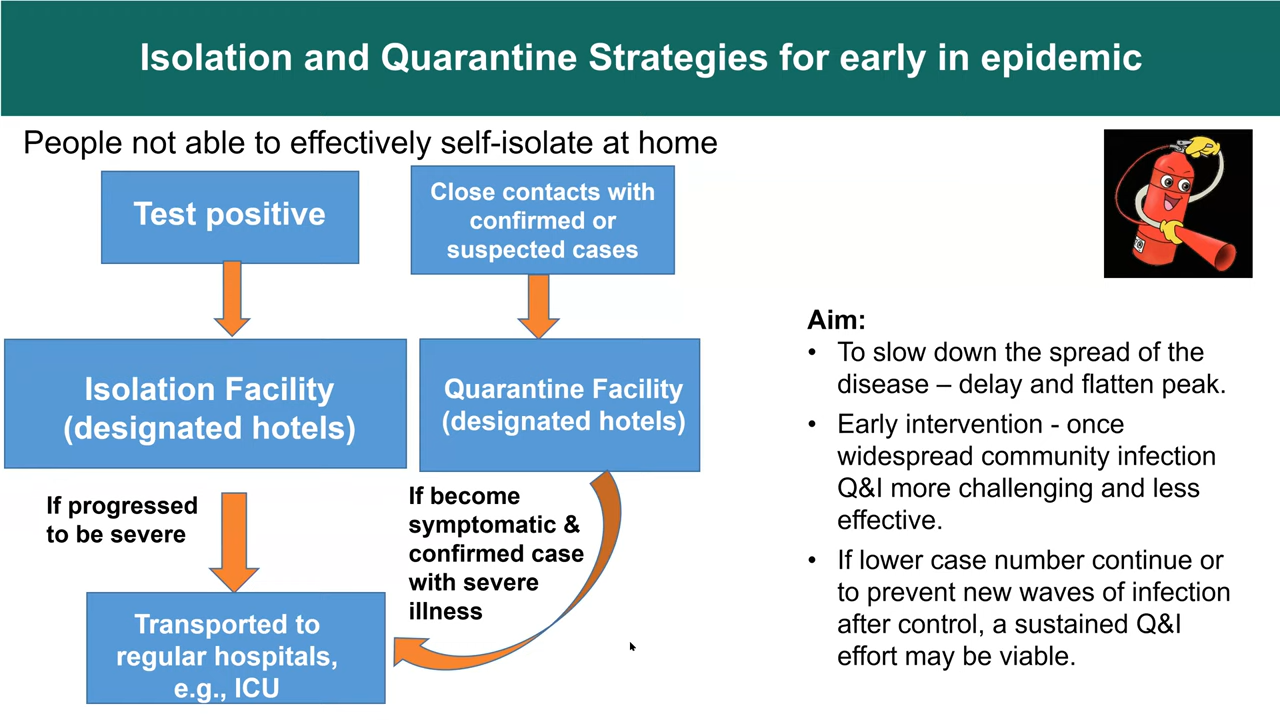 Isolation and Quarantine Strategies for early in epidemic
People not able to effectively self-isolate at home
Test positive
Close contacts with
confirmed or
suspected cases
Isolation Facility
(designated hotels)
Quarantine Facility
(designated hotels)
If progressed
to be severe
If become
symptomatic &
confirmed case
with severe
illness
Transported to
regular hospitals,
e.g., ICU
Aim:
• To slow down the spread of the
disease – delay and flatten peak.
• Early intervention - once
widespread community infection
Q&I more challenging and less
effective.
• If lower case number continue or
to prevent new waves of infection
after control, a sustained Q&I
effort may be viable.